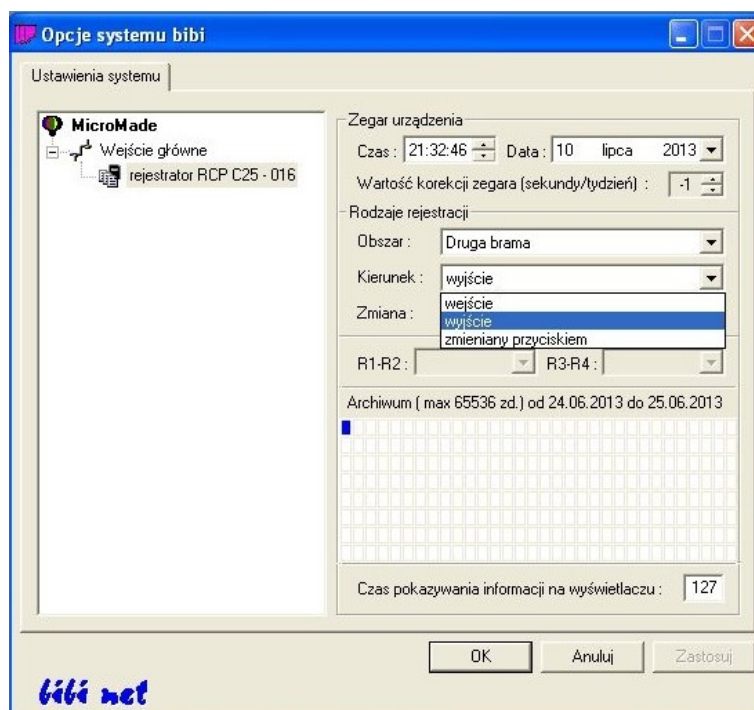 Opcje systemu bibi
Ustawienia systemu
MicroMade
Wejście główne
rejestrator RCP C25 - 016
Zegar urządzenia
Czas : 21:32:46 Data : 10 lipca 2013
Wartość korekcji zegara (sekundy/tydzień) : -1
Rodzaje rejestracji
Obszar : Druga brama
Kierunek : wyjście
wejście
Zmiana : wyjście
zmieniany przyciskiem
R1-R2 : R3-R4 :
Archiwum ( max 65536 zd.) od 24.06.2013 do 25.06.2013
Czas pokazywania informacji na wyświetlaczu : 127
OK Anuluj Zastosuj
bibi net